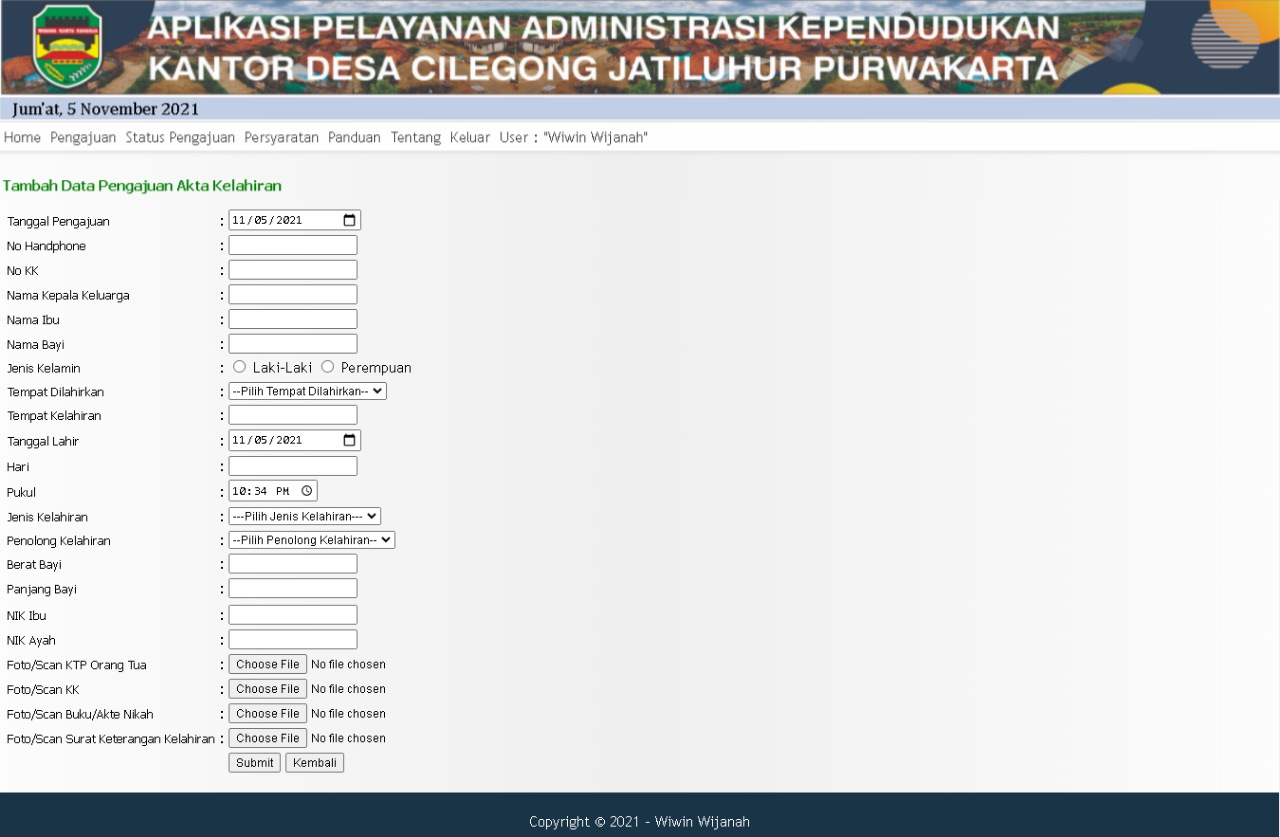 APLIKASI PELAYANAN ADMINISTRASI KEPENDUDUKAN
KANTOR DESA CILEGONG JATILUHUR PURWAKARTA
Jum'at, 5 November 2021
Home Pengajuan Status Pengajuan Persyaratan Panduan Tentang Keluar User : "Wiwin Wijanah"
Tambah Data Pengajuan Akta Kelahiran
Tanggal Pengajuan : 11/05/2021
No Handphone :
No KK :
Nama Kepala Keluarga :
Nama Ibu :
Nama Bayi :
Jenis Kelamin : Laki-Laki Perempuan
Tempat Dilahirkan : --Pilih Tempat Dilahirkan--
Tempat Kelahiran :
Tanggal Lahir : 11/05/2021
Hari :
Pukul : 10:34 PM
Jenis Kelahiran : ---Pilih Jenis Kelahiran---
Penolong Kelahiran : --Pilih Penolong Kelahiran--
Berat Bayi :
Panjang Bayi :
NIK Ibu :
NIK Ayah :
Foto/Scan KTP Orang Tua : Choose File No file chosen
Foto/Scan KK : Choose File No file chosen
Foto/Scan Buku/Akte Nikah : Choose File No file chosen
Foto/Scan Surat Keterangan Kelahiran : Choose File No file chosen
Submit Kembali
Copyright © 2021 - Wiwin Wijanah